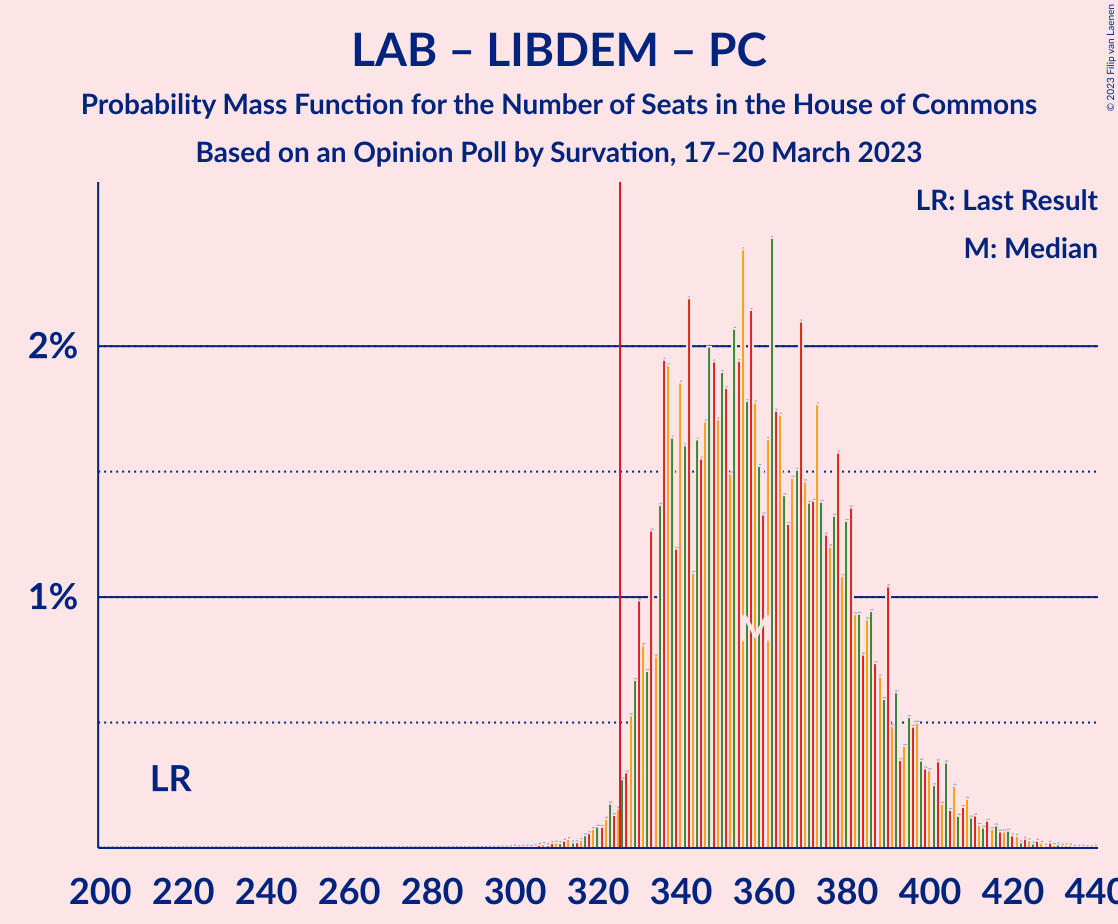 LAB – LIBDEM – PC
Probability Mass Function for the Number of Seats in the House of Commons
Based on an Opinion Poll by Survation, 17–20 March 2023
© 2023 Filip van Laenen
LR: Last Result
M: Median
2%
1%
M
LR
200 220 240 260 280 300 320 340 360 380 400 420 440